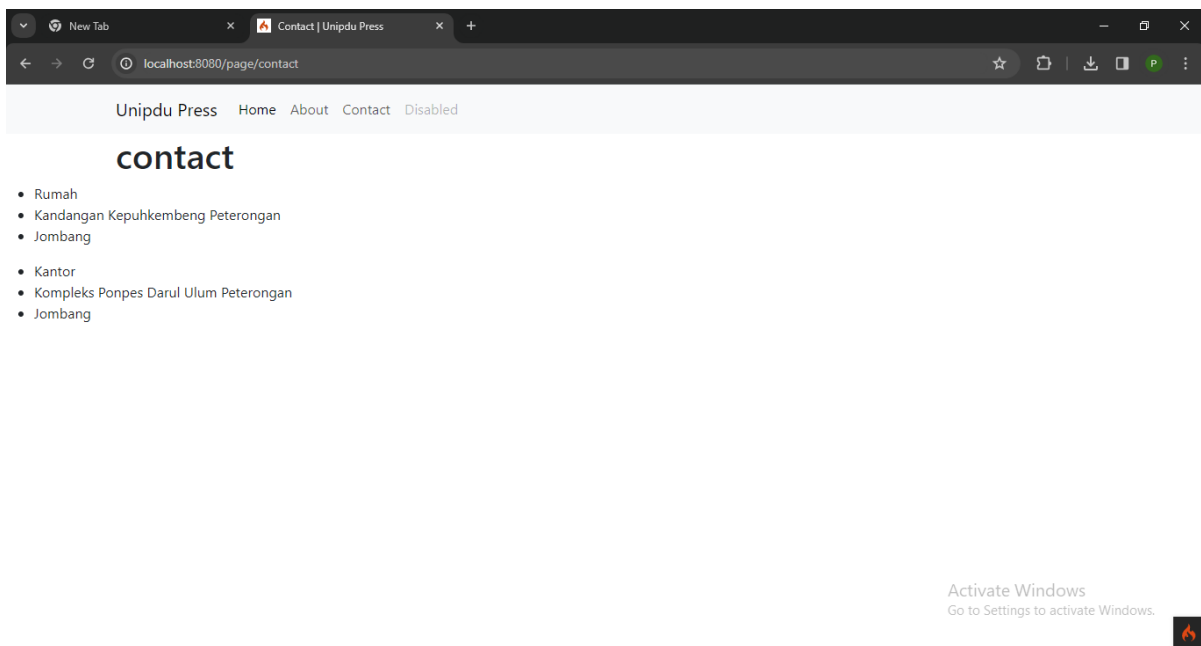 New Tab
Contact | Unipdu Press
localhost:8080/page/contact
P
Unipdu Press Home About Contact Disabled
contact
Rumah
Kandangan Kepuhkembeng Peterongan
Jombang
Kantor
Kompleks Ponpes Darul Ulum Peterongan
Jombang
Activate Windows
Go to Settings to activate Windows.